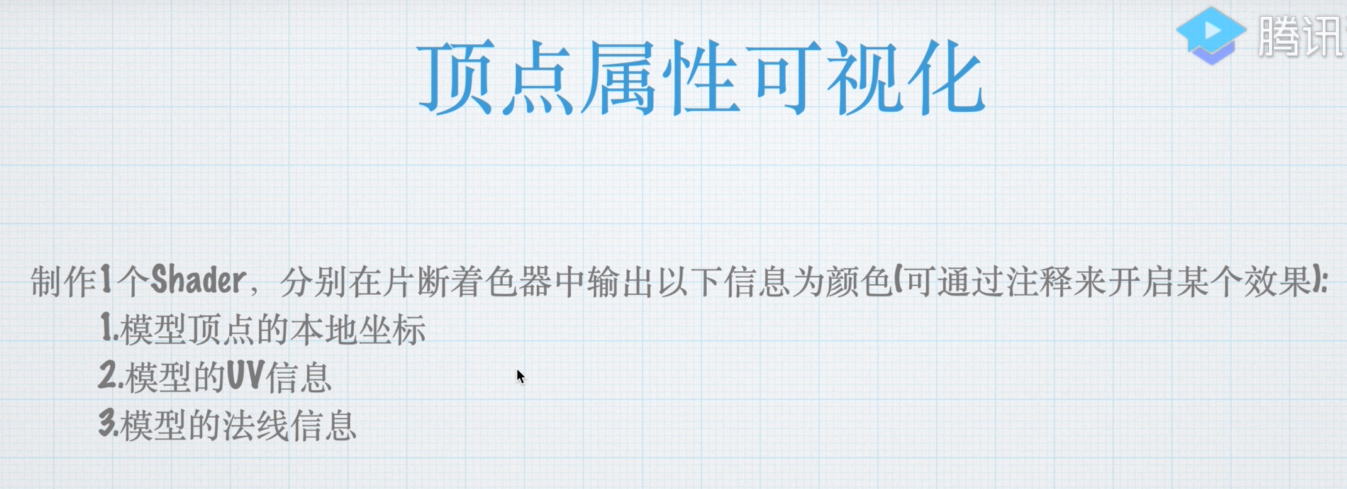 腾讯
顶点属性可视化
制作1个Shader，分别在片断着色器中输出以下信息为颜色(可通过注释来开启某个效果):
1.模型顶点的本地坐标
2.模型的UV信息
3.模型的法线信息